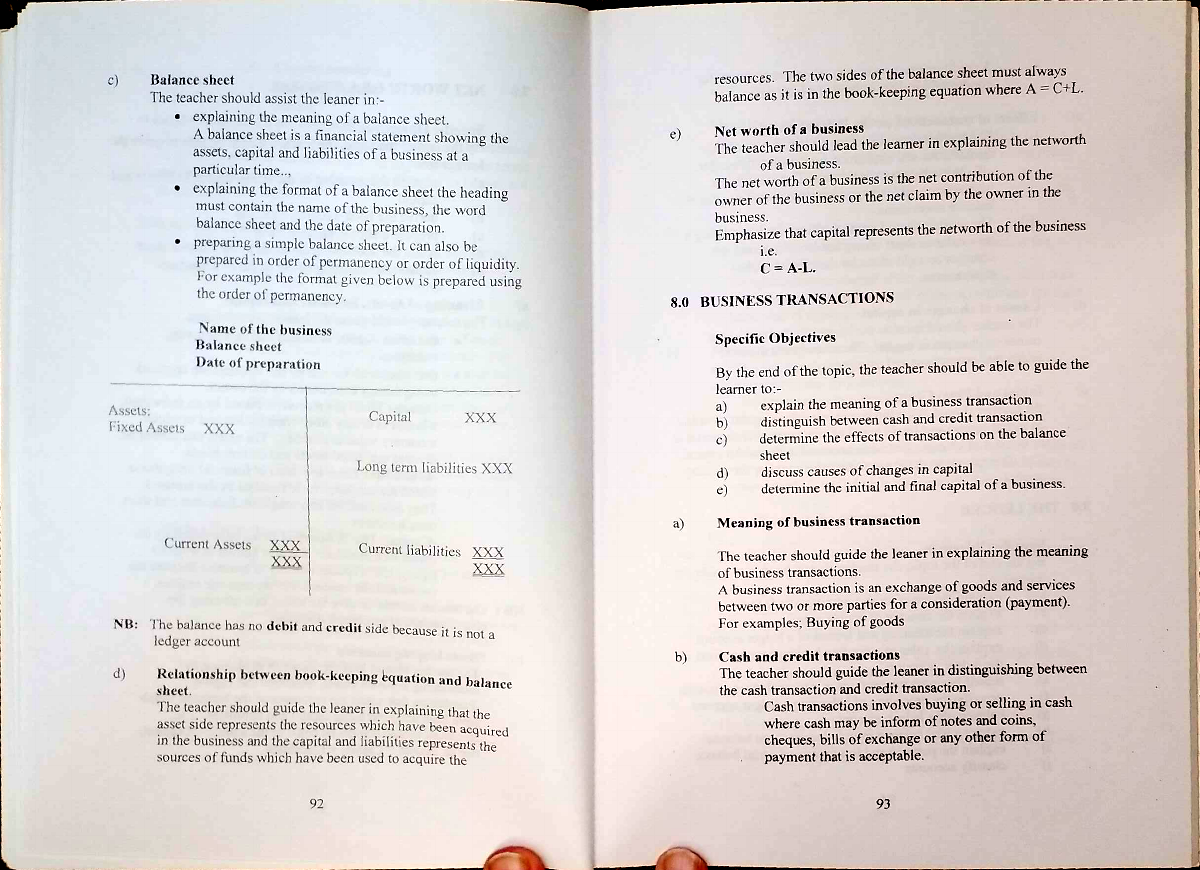 c) Balance sheet
The teacher should assist the leaner in:-
• explaining the meaning of a balance sheet.
A balance sheet is a financial statement showing the
assets, capital and liabilities of a business at a
particular time..,
• explaining the format of a balance sheet the heading
must contain the name of the business, the word
balance sheet and the date of preparation.
• preparing a simple balance sheet. It can also be
prepared in order of permanency or order of liquidity.
For example the format given below is prepared using
the order of permanency.
Name of the business
Balance sheet
Date of preparation
Assets:
Fixed Assets XXX
Capital XXX
Long term liabilities XXX
Current Assets XXX
XXX
Current liabilities XXX
XXX
NB: The balance has no debit and credit side because it is not a
ledger account
d) Relationship between book-keeping equation and balance
sheet.
The teacher should guide the leaner in explaining that the
asset side represents the resources which have been acquired
in the business and the capital and liabilities represents the
sources of funds which have been used to acquire the
92
resources. The two sides of the balance sheet must always
balance as it is in the book-keeping equation where A = C+L.
e) Net worth of a business
The teacher should lead the learner in explaining the networth
of a business.
The net worth of a business is the net contribution of the
owner of the business or the net claim by the owner in the
business.
Emphasize that capital represents the networth of the business
i.e.
C = A-L.
8.0 BUSINESS TRANSACTIONS
Specific Objectives
By the end of the topic, the teacher should be able to guide the
learner to:-
a) explain the meaning of a business transaction
b) distinguish between cash and credit transaction
c) determine the effects of transactions on the balance
sheet
d) discuss causes of changes in capital
e) determine the initial and final capital of a business.
a) Meaning of business transaction
The teacher should guide the leaner in explaining the meaning
of business transactions.
A business transaction is an exchange of goods and services
between two or more parties for a consideration (payment).
For examples; Buying of goods
b) Cash and credit transactions
The teacher should guide the leaner in distinguishing between
the cash transaction and credit transaction.
Cash transactions involves buying or selling in cash
where cash may be inform of notes and coins,
cheques, bills of exchange or any other form of
payment that is acceptable.
93